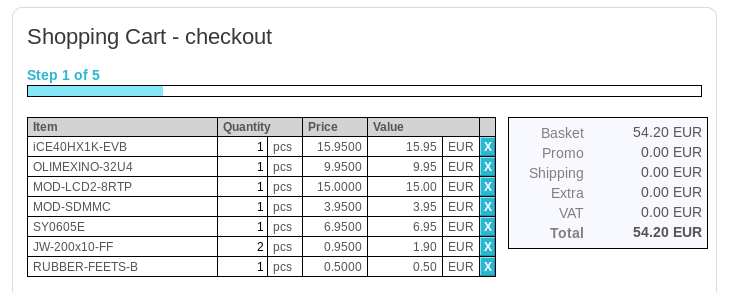 Shopping Cart - checkout
Step 1 of 5
Item Quantity Price Value
iCE40HX1K-EVB 1 pcs 15.9500 15.95 EUR X
OLIMEXINO-32U4 1 pcs 9.9500 9.95 EUR X
MOD-LCD2-8RTP 1 pcs 15.0000 15.00 EUR X
MOD-SDMMC 1 pcs 3.9500 3.95 EUR X
SY0605E 1 pcs 6.9500 6.95 EUR X
JW-200x10-FF 2 pcs 0.9500 1.90 EUR X
RUBBER-FEETS-B 1 pcs 0.5000 0.50 EUR X
Basket 54.20 EUR
Promo 0.00 EUR
Shipping 0.00 EUR
Extra 0.00 EUR
VAT 0.00 EUR
Total 54.20 EUR